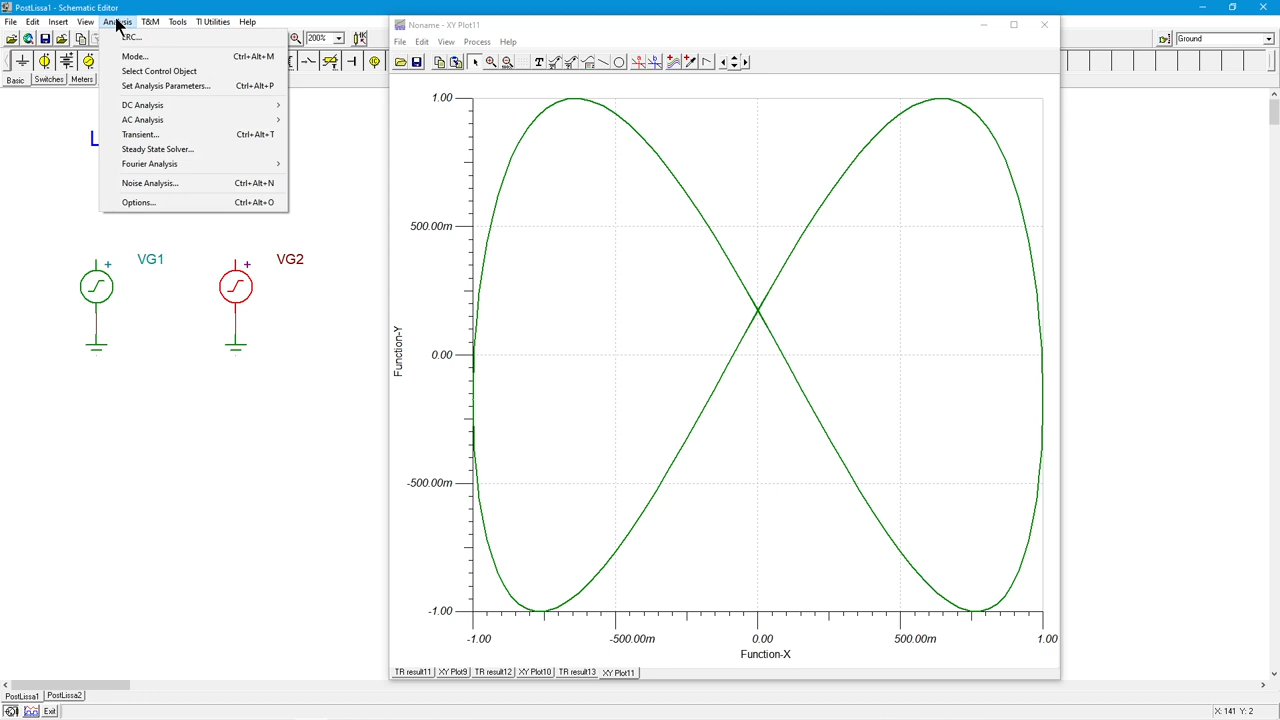 PostLissa1 - Schematic Editor
File Edit Insert View Analysis T&M Tools TI Utilities Help
200%
Ground
Basic Switches Meters
ERC...
Mode... Ctrl+Alt+M
Select Control Object
Set Analysis Parameters... Ctrl+Alt+P
DC Analysis
AC Analysis
Transient... Ctrl+Alt+T
Steady State Solver...
Fourier Analysis
Noise Analysis... Ctrl+Alt+N
Options... Ctrl+Alt+O
L
VG1
VG2
Noname - XY Plot11
File Edit View Process Help
1.00
500.00m
0.00
-500.00m
-1.00
Function-Y
-1.00 -500.00m 0.00 500.00m 1.00
Function-X
TR result11 XY Plot9 TR result12 XY Plot10 TR result13 XY Plot11
PostLissa1 PostLissa2
Exit
X: 141 Y: 2